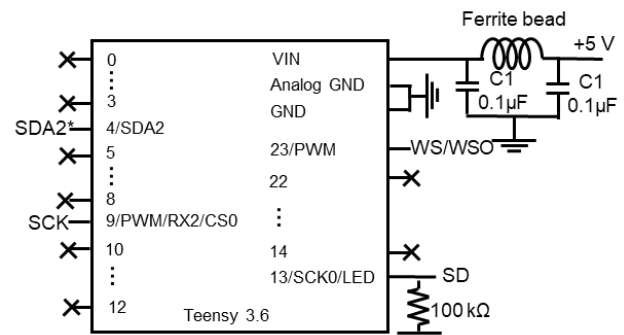 Ferrite bead
+5 V
0
VIN
C1
C1
Analog GND
0.1µF
0.1µF
3
GND
SDA2*
4/SDA2
5
23/PWM
WS/WSO
22
8
SCK
9/PWM/RX2/CS0
10
14
13/SCK0/LED
SD
12
100 kΩ
Teensy 3.6